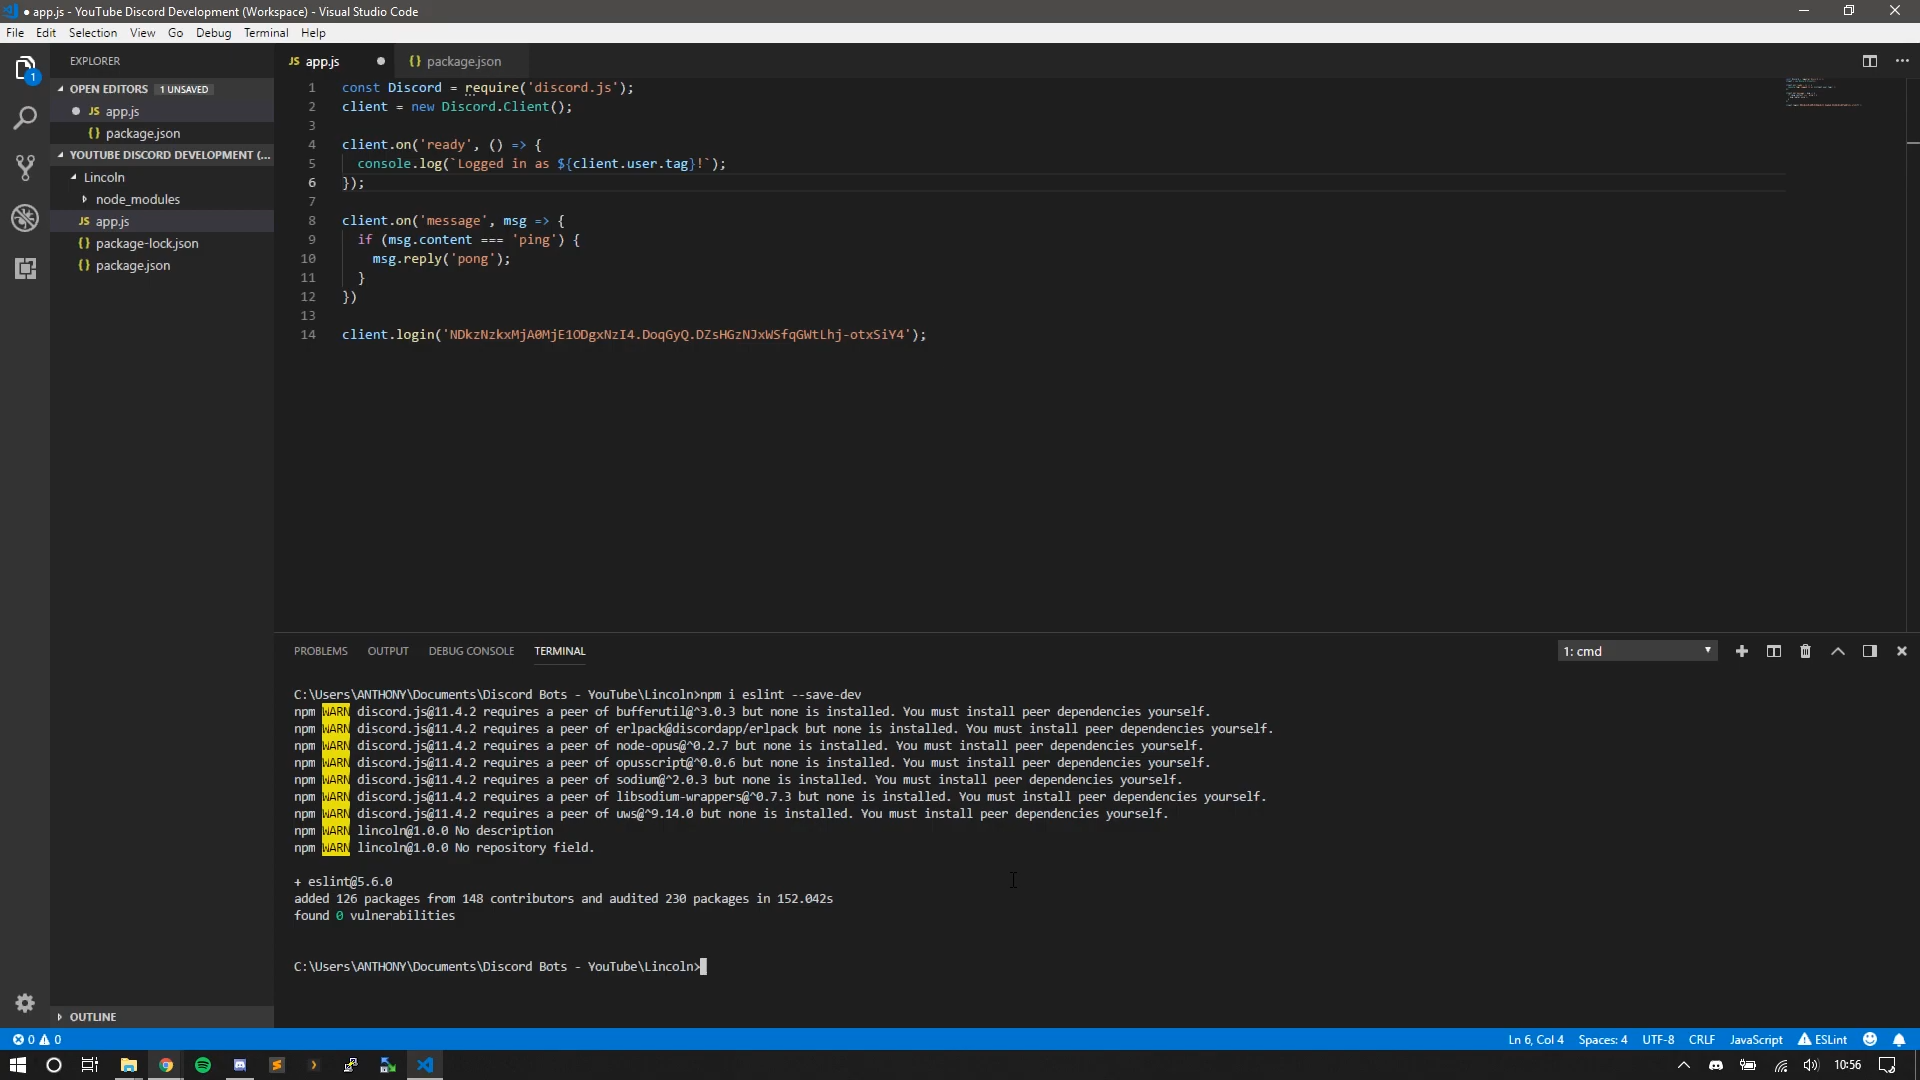 ● app.js - YouTube Discord Development (Workspace) - Visual Studio Code
File Edit Selection View Go Debug Terminal Help
EXPLORER
OPEN EDITORS 1 UNSAVED
JS app.js
{} package.json
YOUTUBE DISCORD DEVELOPMENT (...
Lincoln
node_modules
JS app.js
{} package-lock.json
{} package.json
OUTLINE
1
JS app.js ● {} package.json
1 const Discord = require('discord.js');
2 client = new Discord.Client();
3
4 client.on('ready', () => {
5 console.log(`Logged in as ${client.user.tag}!`);
6 });
7
8 client.on('message', msg => {
9 if (msg.content === 'ping') {
10 msg.reply('pong');
11 }
12 })
13
14 client.login('NDkzNzkxMjA0MjE1ODgxNzI4.DoqGyQ.DZsHGzNJxWSfqGWtLhj-otxSiY4');
PROBLEMS OUTPUT DEBUG CONSOLE TERMINAL 1: cmd
C:\Users\ANTHONY\Documents\Discord Bots - YouTube\Lincoln>npm i eslint --save-dev
npm WARN discord.js@11.4.2 requires a peer of bufferutil@^3.0.3 but none is installed. You must install peer dependencies yourself.
npm WARN discord.js@11.4.2 requires a peer of erlpack@discordapp/erlpack but none is installed. You must install peer dependencies yourself.
npm WARN discord.js@11.4.2 requires a peer of node-opus@^0.2.7 but none is installed. You must install peer dependencies yourself.
npm WARN discord.js@11.4.2 requires a peer of opusscript@^0.0.6 but none is installed. You must install peer dependencies yourself.
npm WARN discord.js@11.4.2 requires a peer of sodium@^2.0.3 but none is installed. You must install peer dependencies yourself.
npm WARN discord.js@11.4.2 requires a peer of libsodium-wrappers@^0.7.3 but none is installed. You must install peer dependencies yourself.
npm WARN discord.js@11.4.2 requires a peer of uws@^9.14.0 but none is installed. You must install peer dependencies yourself.
npm WARN lincoln@1.0.0 No description
npm WARN lincoln@1.0.0 No repository field.
+ eslint@5.6.0
added 126 packages from 148 contributors and audited 230 packages in 152.042s
found 0 vulnerabilities
C:\Users\ANTHONY\Documents\Discord Bots - YouTube\Lincoln>
0 0 Ln 6, Col 4 Spaces: 4 UTF-8 CRLF JavaScript ESLint
10:56